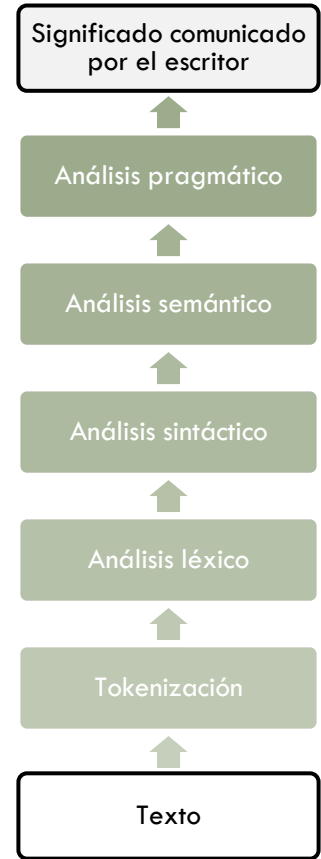 Significado comunicado
por el escritor
Análisis pragmático
Análisis semántico
Análisis sintáctico
Análisis léxico
Tokenización
Texto